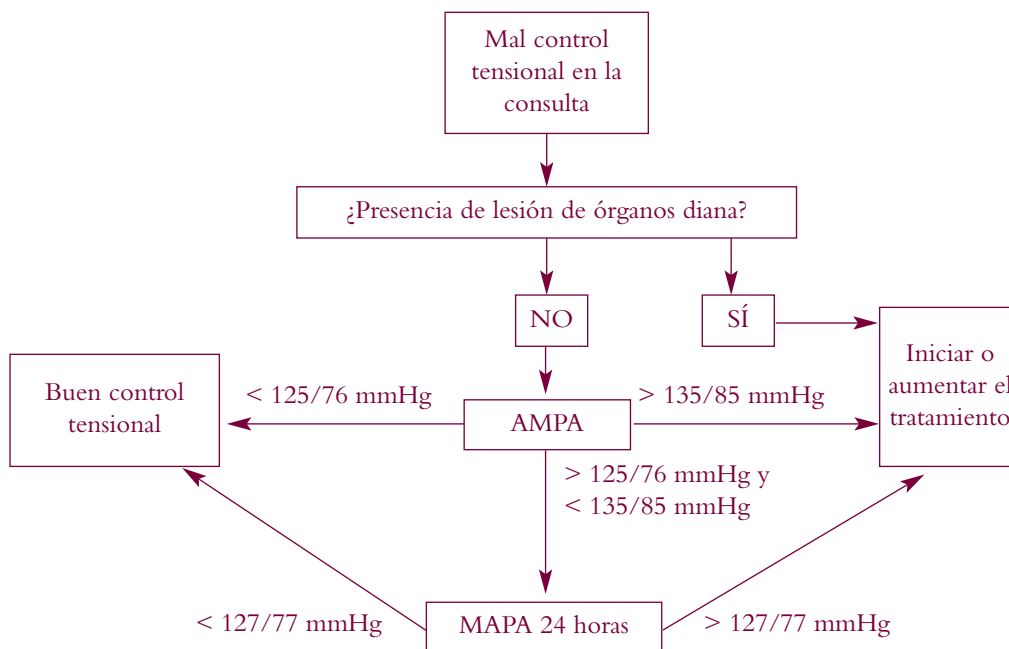 Mal control
tensional en la
consulta
¿Presencia de lesión de órganos diana?
NO
SÍ
Iniciar o
aumentar el
tratamiento
Buen control
tensional
< 125/76 mmHg
AMPA
> 135/85 mmHg
> 125/76 mmHg y
< 135/85 mmHg
< 127/77 mmHg
MAPA 24 horas
> 127/77 mmHg